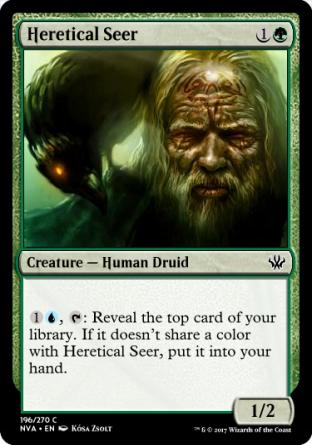 Heretical Seer 1
Creature — Human Druid
1, : Reveal the top card of your
library. If it doesn't share a color
with Heretical Seer, put it into your
hand.
1/2
196/270 C
NVA • EN Kósa Zsolt
™ & © 2017 Wizards of the Coast